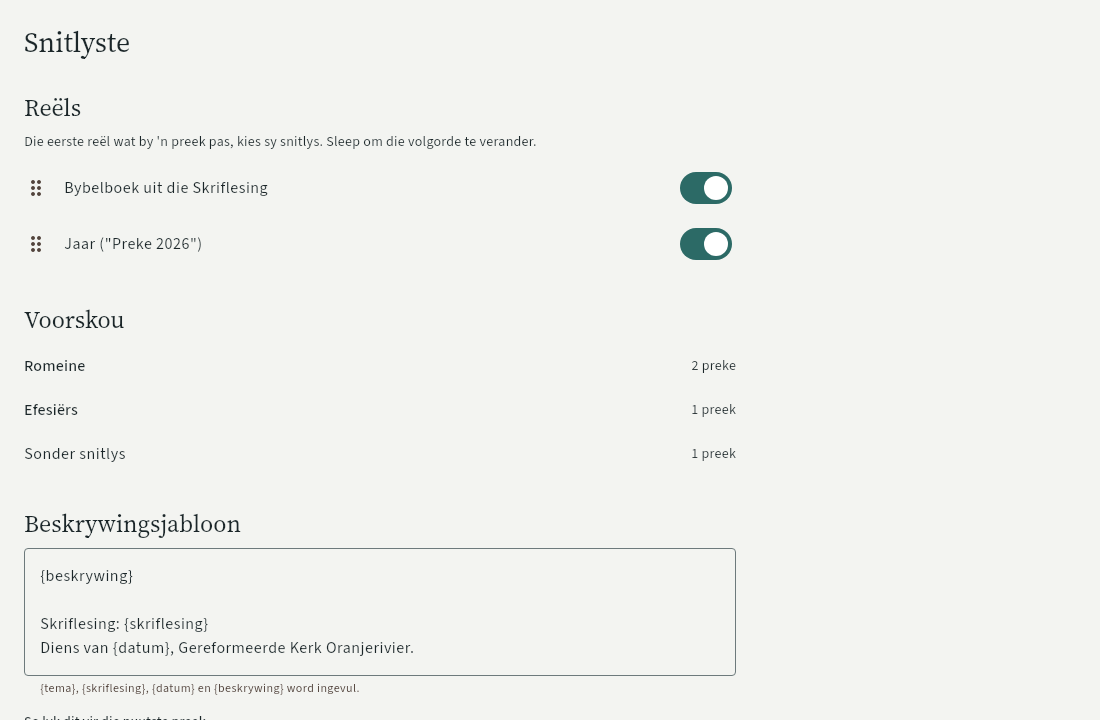 Snitlyste
Reëls
Die eerste reël wat by 'n preek pas, kies sy snitlys. Sleep om die volgorde te verander.
Bybelboek uit die Skriflesing
Jaar ("Preke 2026")
Voorskou
Romeine 2 preke
Efesiërs 1 preek
Sonder snitlys 1 preek
Beskrywingsjabloon
{beskrywing}
Skriflesing: {skriflesing}
Diens van {datum}, Gereformeerde Kerk Oranjerivier.
{tema}, {skriflesing}, {datum} en {beskrywing} word ingevul.